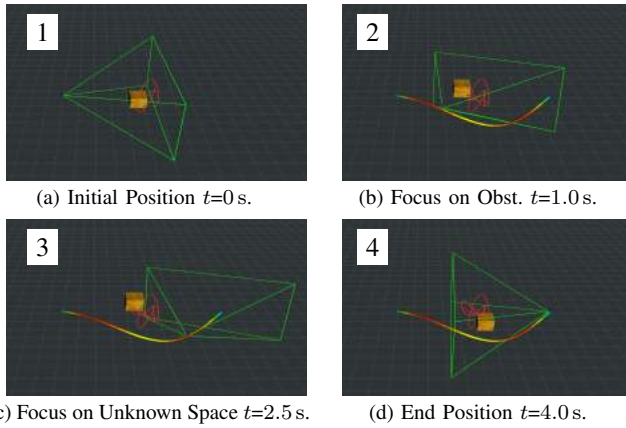 1
2
(a) Initial Position t=0 s.
(b) Focus on Obst. t=1.0 s.
3
4
c) Focus on Unknown Space t=2.5 s.
(d) End Position t=4.0 s.